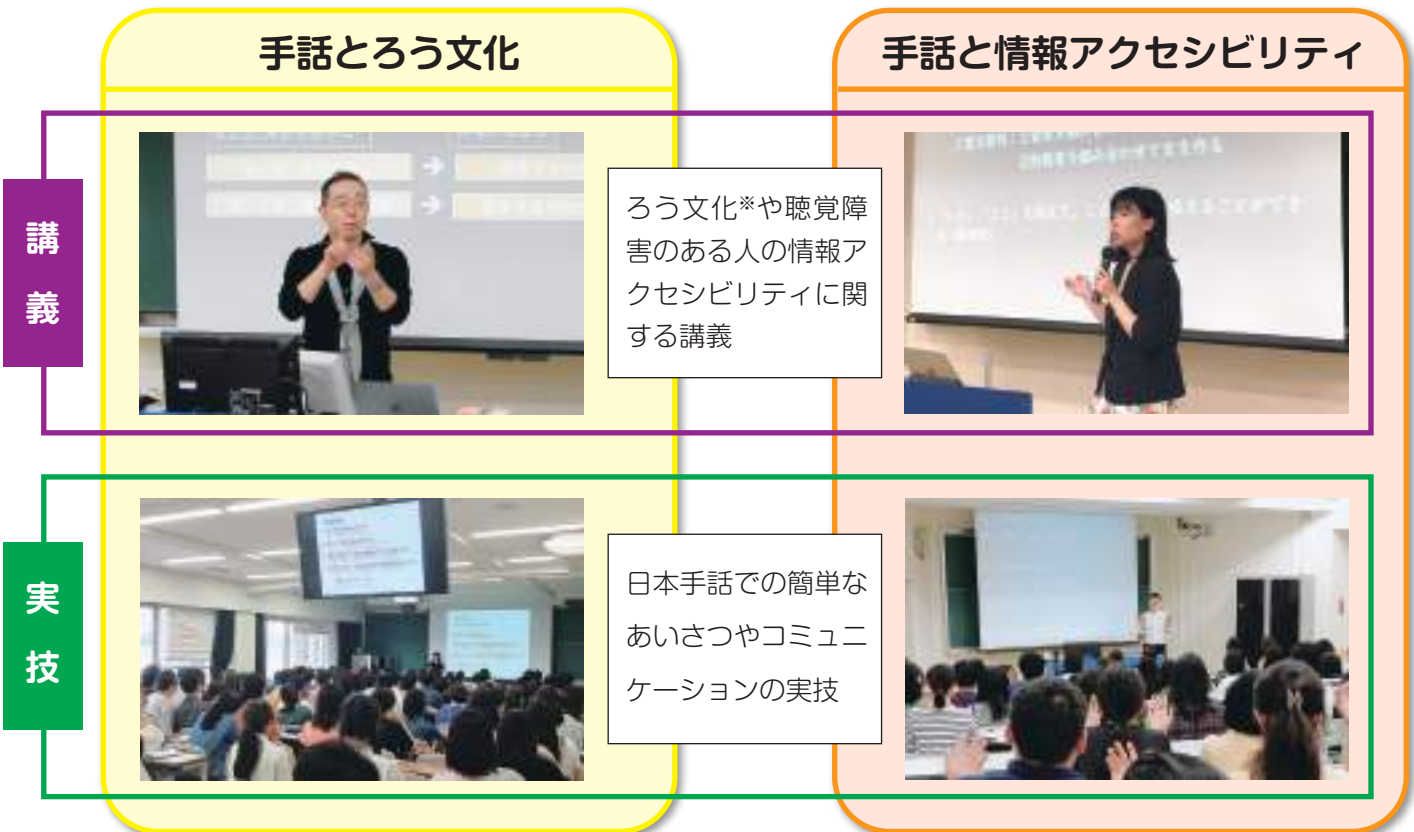 手話とろう文化
手話と情報アクセシビリティ
講義
ろう文化※や聴覚障
害のある人の情報ア
クセシビリティに関
する講義
実技
日本手話での簡単な
あいさつやコミュニ
ケーションの実技